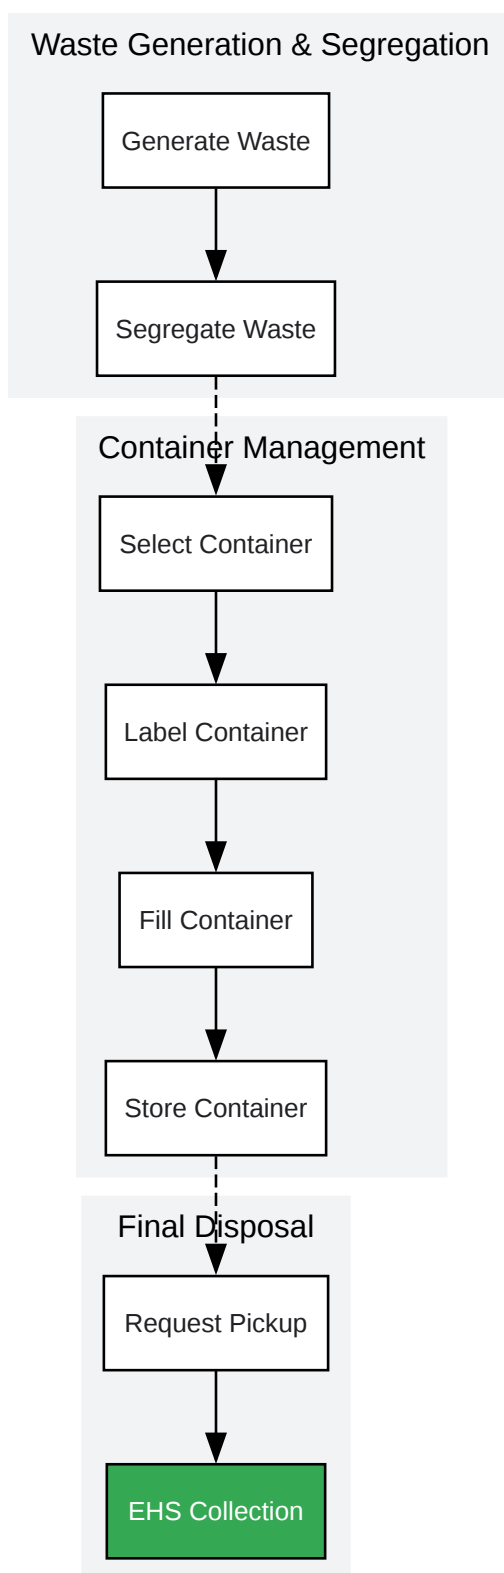 Waste Generation & Segregation
Generate Waste
Segregate Waste
Container Management
Select Container
Label Container
Fill Container
Store Container
Final Disposal
Request Pickup
EHS Collection